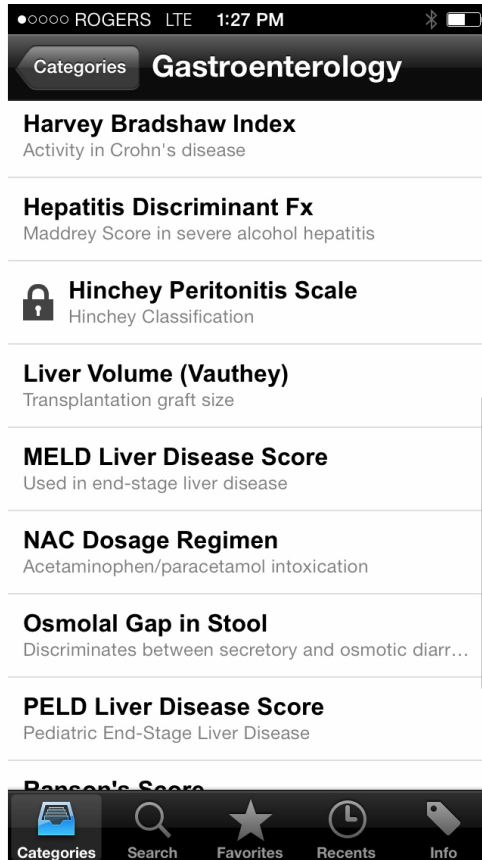 ROGERS LTE 1:27 PM
Categories Gastroenterology
Harvey Bradshaw Index
Activity in Crohn's disease
Hepatitis Discriminant Fx
Maddrey Score in severe alcohol hepatitis
Hinchey Peritonitis Scale
Hinchey Classification
Liver Volume (Vauthey)
Transplantation graft size
MELD Liver Disease Score
Used in end-stage liver disease
NAC Dosage Regimen
Acetaminophen/paracetamol intoxication
Osmolal Gap in Stool
Discriminates between secretory and osmotic diarr...
PELD Liver Disease Score
Pediatric End-Stage Liver Disease
Ranson's Score
Categories Search Favorites Recents Info